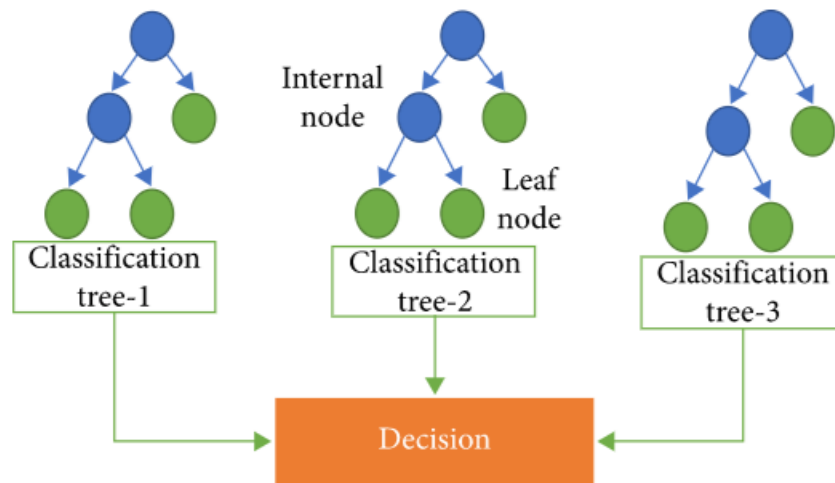 Internal
node
Leaf
node
Classification
tree-1
Classification
tree-2
Classification
tree-3
Decision